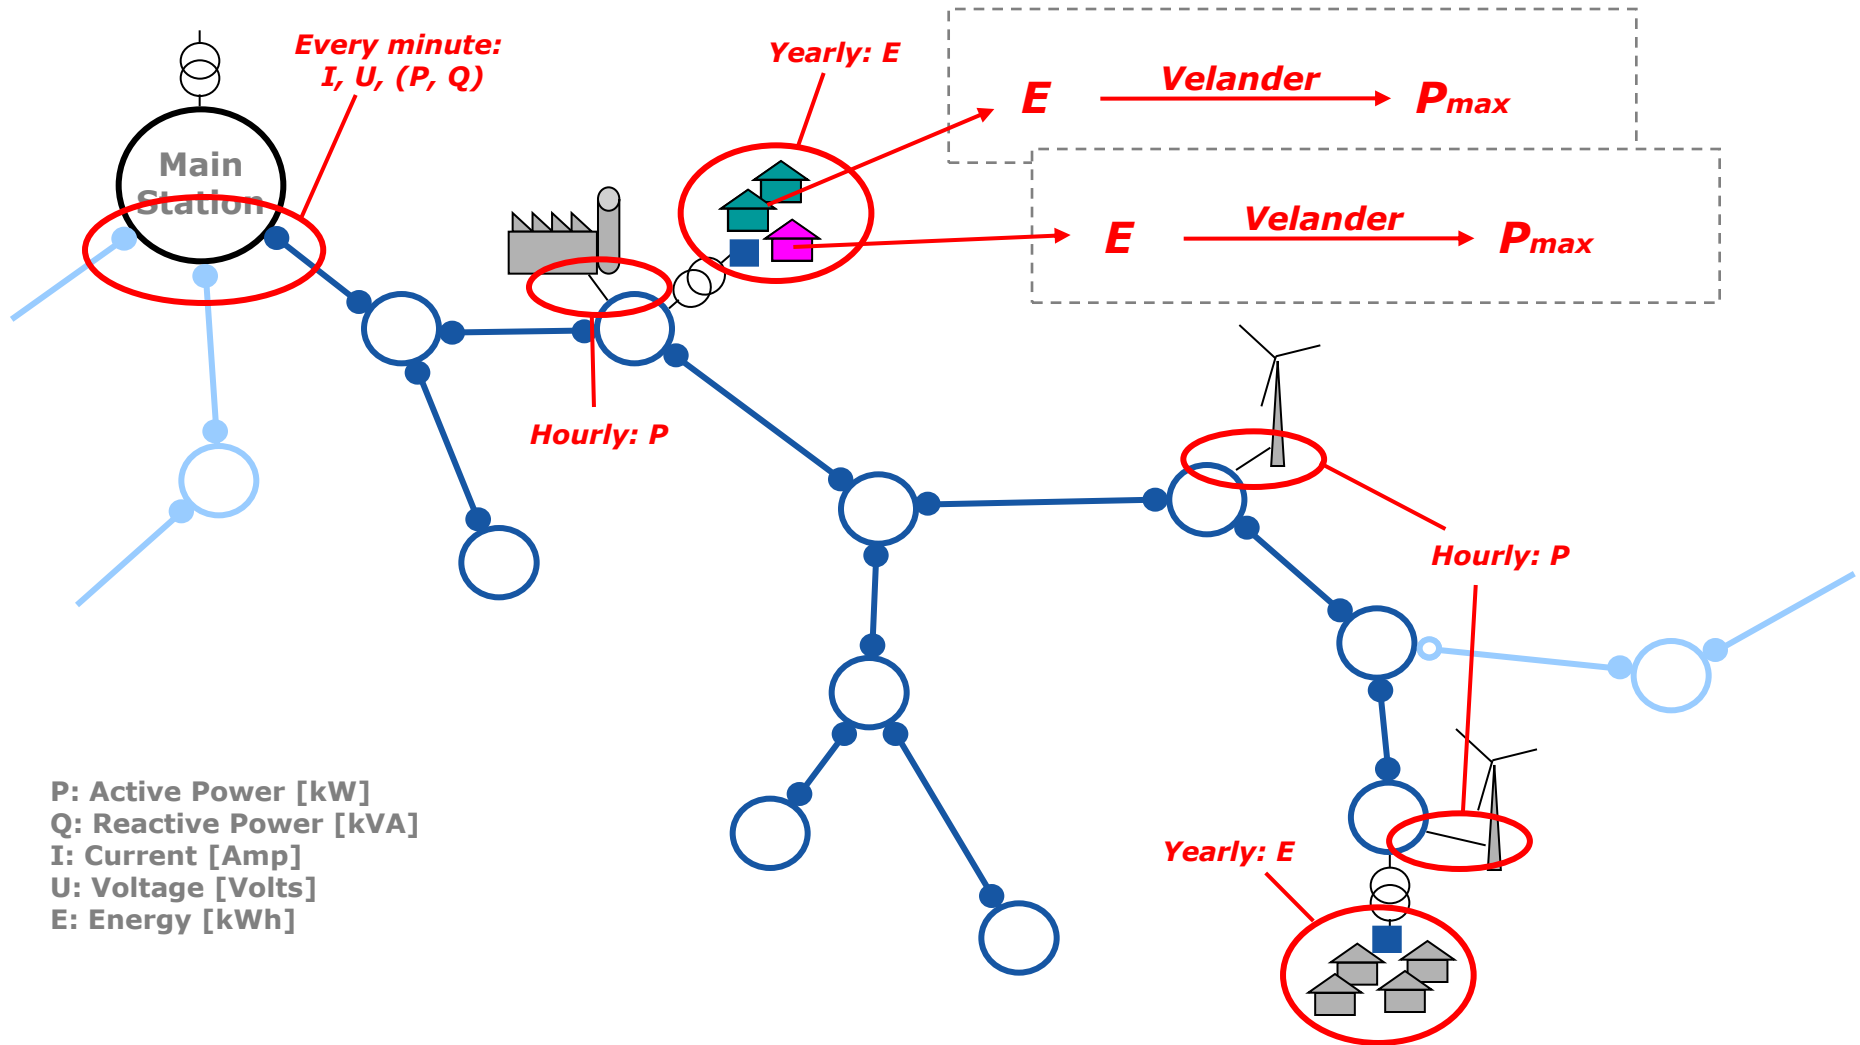 Every minute:
I, U, (P, Q)
Yearly: E
E Velander Pmax
E Velander Pmax
Main
Station
Hourly: P
Hourly: P
Yearly: E
P: Active Power [kW]
Q: Reactive Power [kVA]
I: Current [Amp]
U: Voltage [Volts]
E: Energy [kWh]